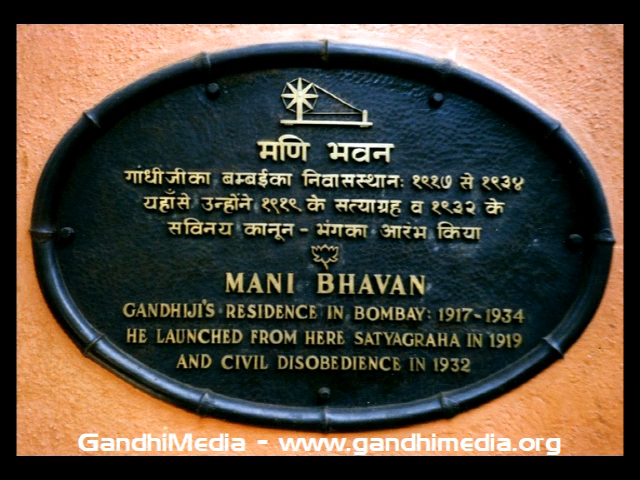 मणि भवन
गांधीजीका बम्बईका निवासस्थान: १९१७ से १९३४
यहाँसे उन्होंने १९१९ के सत्याग्रह व १९३२ के
सविनय कानून - भंगका आरंभ किया
MANI BHAVAN
GANDHIJI'S RESIDENCE IN BOMBAY: 1917-1934
HE LAUNCHED FROM HERE SATYAGRAHA IN 1919
AND CIVIL DISOBEDIENCE IN 1932
GandhiMedia - www.gandhimedia.org